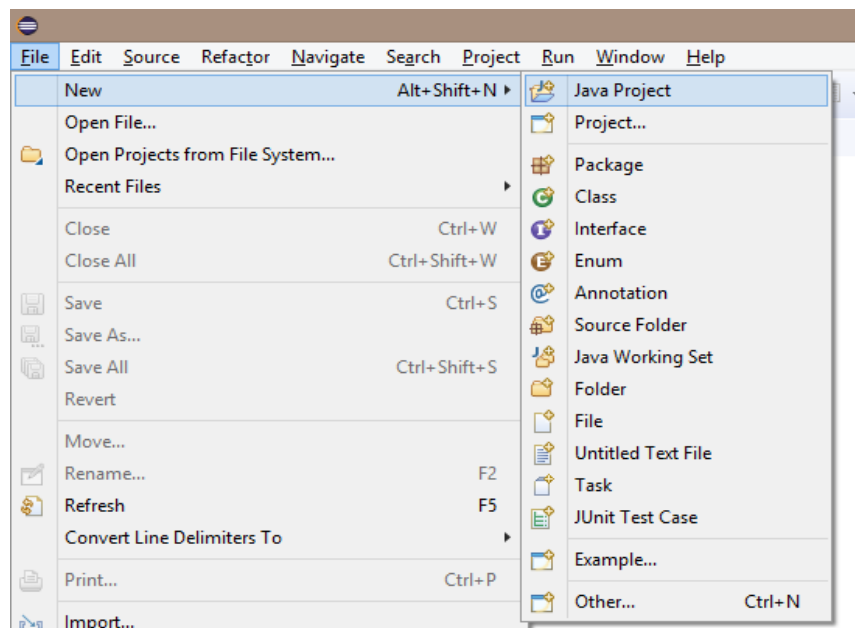 File Edit Source Refactor Navigate Search Project Run Window Help
New Alt+Shift+N
Open File...
Open Projects from File System...
Recent Files
Close Ctrl+W
Close All Ctrl+Shift+W
Save Ctrl+S
Save As...
Save All Ctrl+Shift+S
Revert
Move...
Rename... F2
Refresh F5
Convert Line Delimiters To
Print... Ctrl+P
Import...
Java Project
Project...
Package
Class
Interface
Enum
Annotation
Source Folder
Java Working Set
Folder
File
Untitled Text File
Task
JUnit Test Case
Example...
Other... Ctrl+N